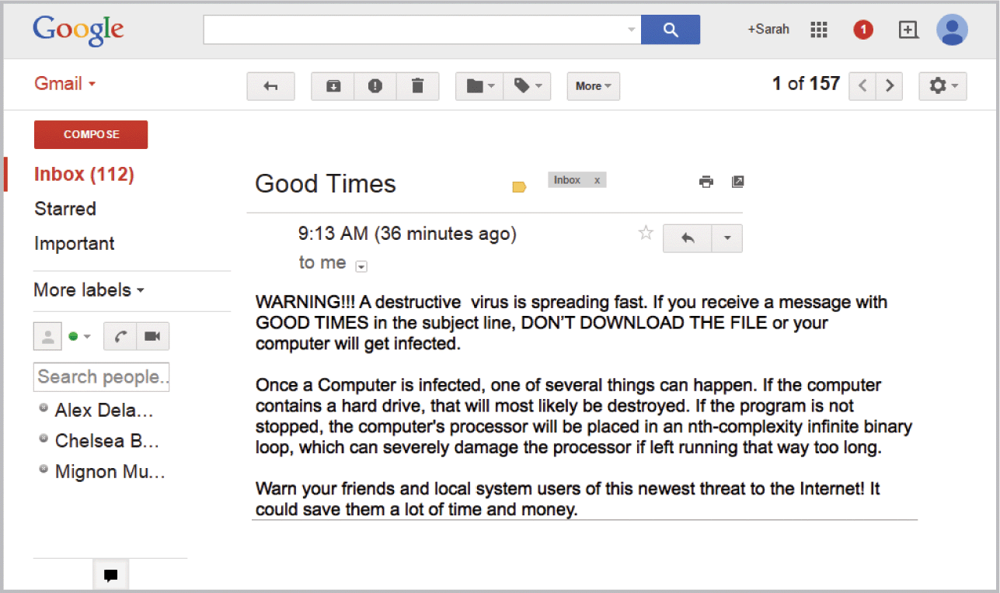 Google
+Sarah
1
Gmail
More
1 of 157
COMPOSE
Inbox (112)
Starred
Important
More labels
Search people..
Alex Dela...
Chelsea B...
Mignon Mu...
Good Times
Inbox x
9:13 AM (36 minutes ago)
to me
WARNING!!! A destructive  virus is spreading fast. If you receive a message with
GOOD TIMES in the subject line, DON’T DOWNLOAD THE FILE or your
computer will get infected.
Once a Computer is infected, one of several things can happen. If the computer
contains a hard drive, that will most likely be destroyed. If the program is not
stopped, the computer's processor will be placed in an nth-complexity infinite binary
loop, which can severely damage the processor if left running that way too long.
Warn your friends and local system users of this newest threat to the Internet! It
could save them a lot of time and money.